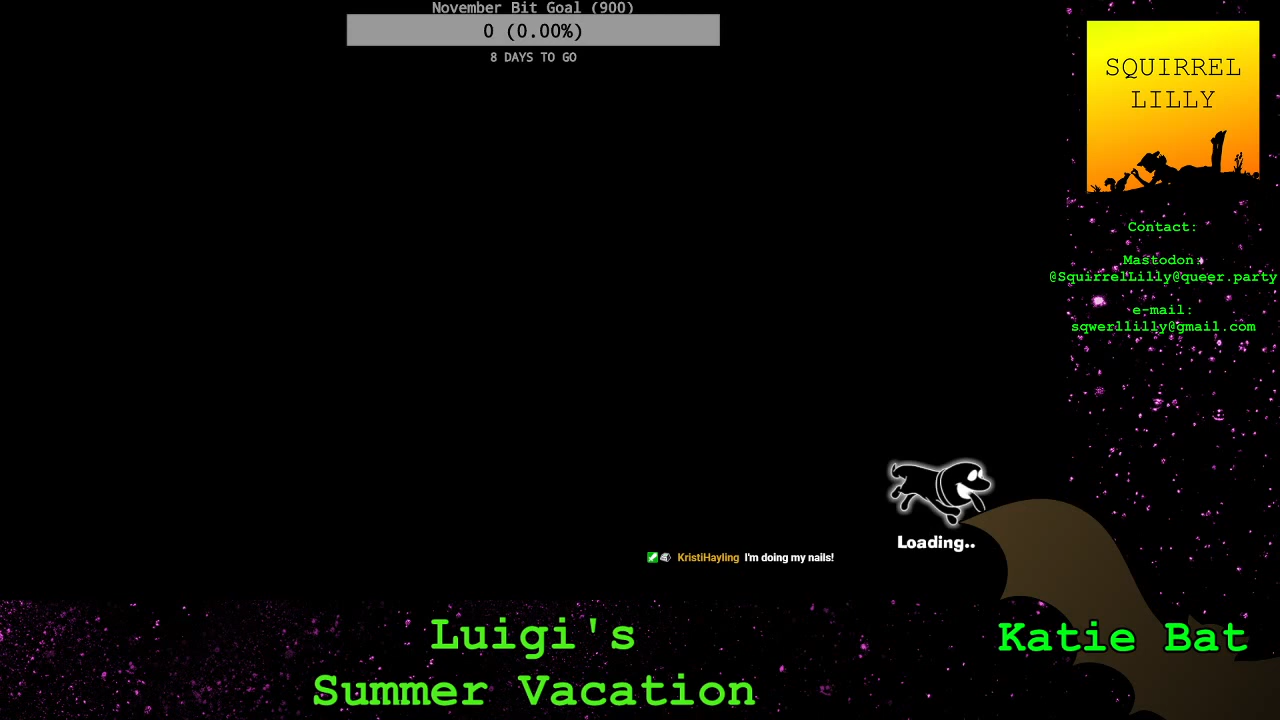 November Bit Goal (900)
0 (0.00%)
8 DAYS TO GO
SQUIRREL
LILLY
Contact:
Mastodon:
@SquirrelLilly@queer.party
e-mail:
sqwerllilly@gmail.com
Loading..
KristiHayling I'm doing my nails!
Luigi's
Summer Vacation
Katie Bat